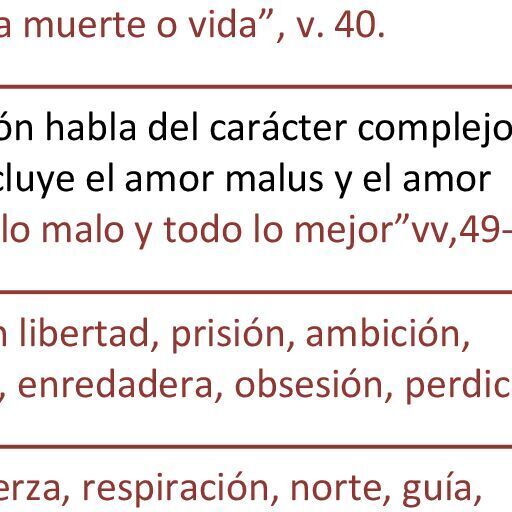 a muerte o vida”, v. 40.
ón habla del carácter complejo
cluye el amor malus y el amor
lo malo y todo lo mejor”vv,49-
n libertad, prisión, ambición,
, enredadera, obsesión, perdic
erza, respiración, norte, guía,